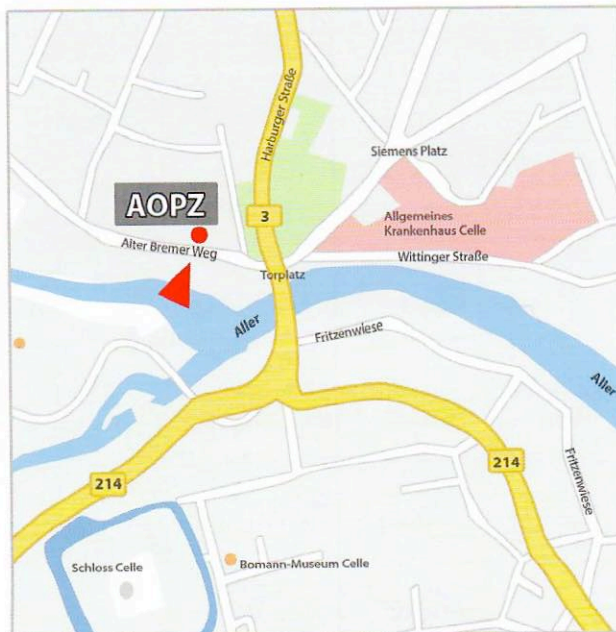 Harburger Straße
Siemens Platz
AOPZ
3
Allgemeines
Krankenhaus Celle
Alter Bremer Weg
Wittinger Straße
Torplatz
Aller
Fritzenwiese
Aller
Fritzenwiese
214
214
Schloss Celle
Bomann-Museum Celle